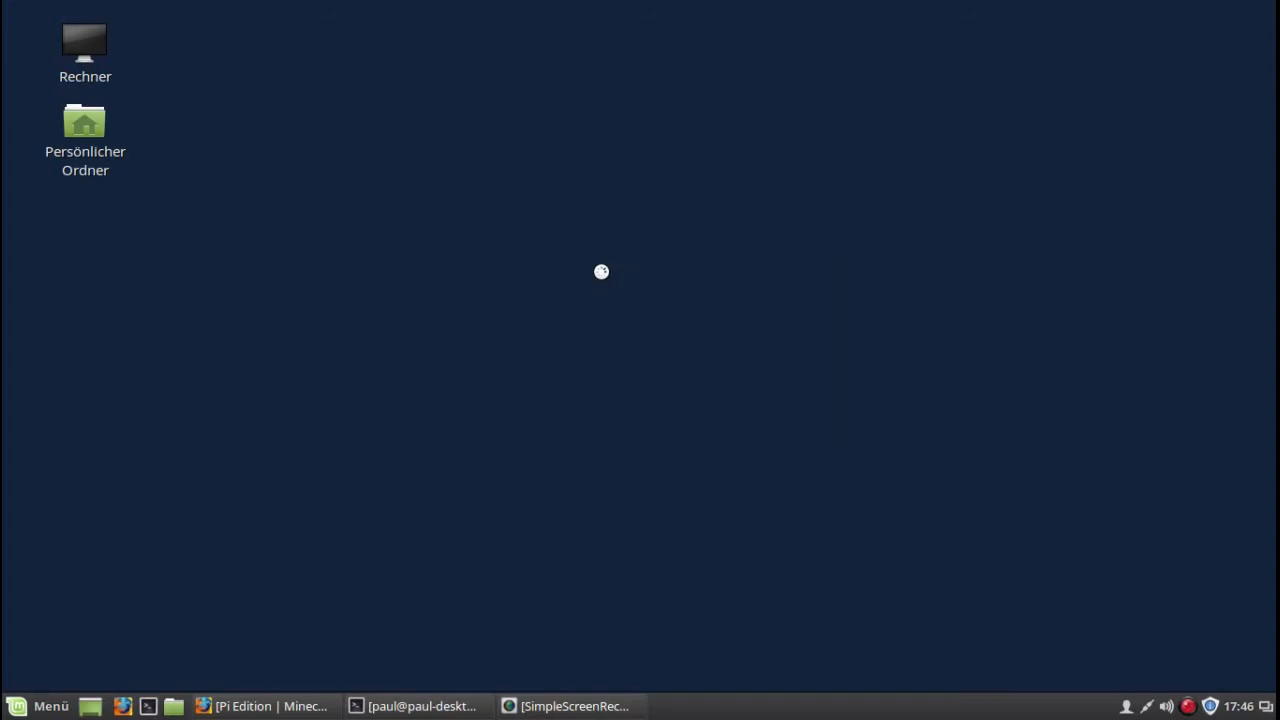 Rechner
Persönlicher
Ordner
Menü
[Pi Edition | Minec...
[paul@paul-deskt...
[SimpleScreenRec...
17:46